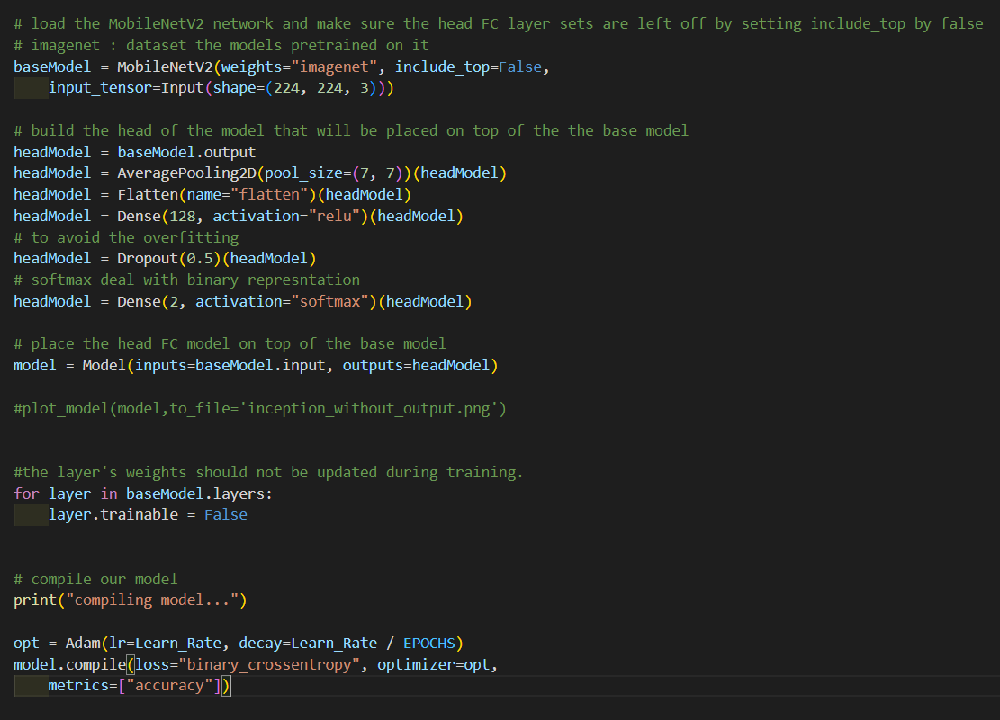 # load the MobileNetV2 network and make sure the head FC layer sets are left off by setting include_top by false
# imagenet : dataset the models pretrained on it
baseModel = MobileNetV2(weights="imagenet", include_top=False,
    input_tensor=Input(shape=(224, 224, 3)))

# build the head of the model that will be placed on top of the the base model
headModel = baseModel.output
headModel = AveragePooling2D(pool_size=(7, 7))(headModel)
headModel = Flatten(name="flatten")(headModel)
headModel = Dense(128, activation="relu")(headModel)
# to avoid the overfitting
headModel = Dropout(0.5)(headModel)
# softmax deal with binary represntation
headModel = Dense(2, activation="softmax")(headModel)

# place the head FC model on top of the base model
model = Model(inputs=baseModel.input, outputs=headModel)

#plot_model(model,to_file='inception_without_output.png')


#the layer's weights should not be updated during training.
for layer in baseModel.layers:
    layer.trainable = False


# compile our model
print("compiling model...")

opt = Adam(lr=Learn_Rate, decay=Learn_Rate / EPOCHS)
model.compile(loss="binary_crossentropy", optimizer=opt,
    metrics=["accuracy"])